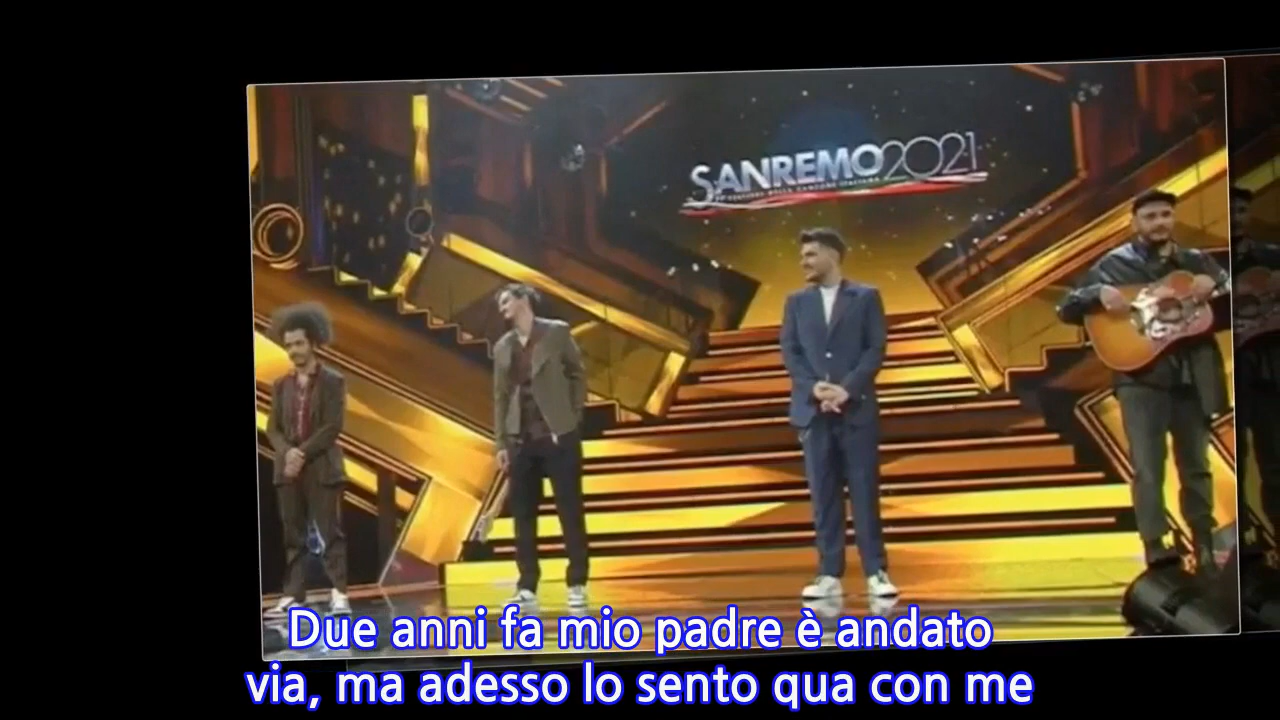 SANREMO2021
Due anni fa mio padre è andato
via, ma adesso lo sento qua con me